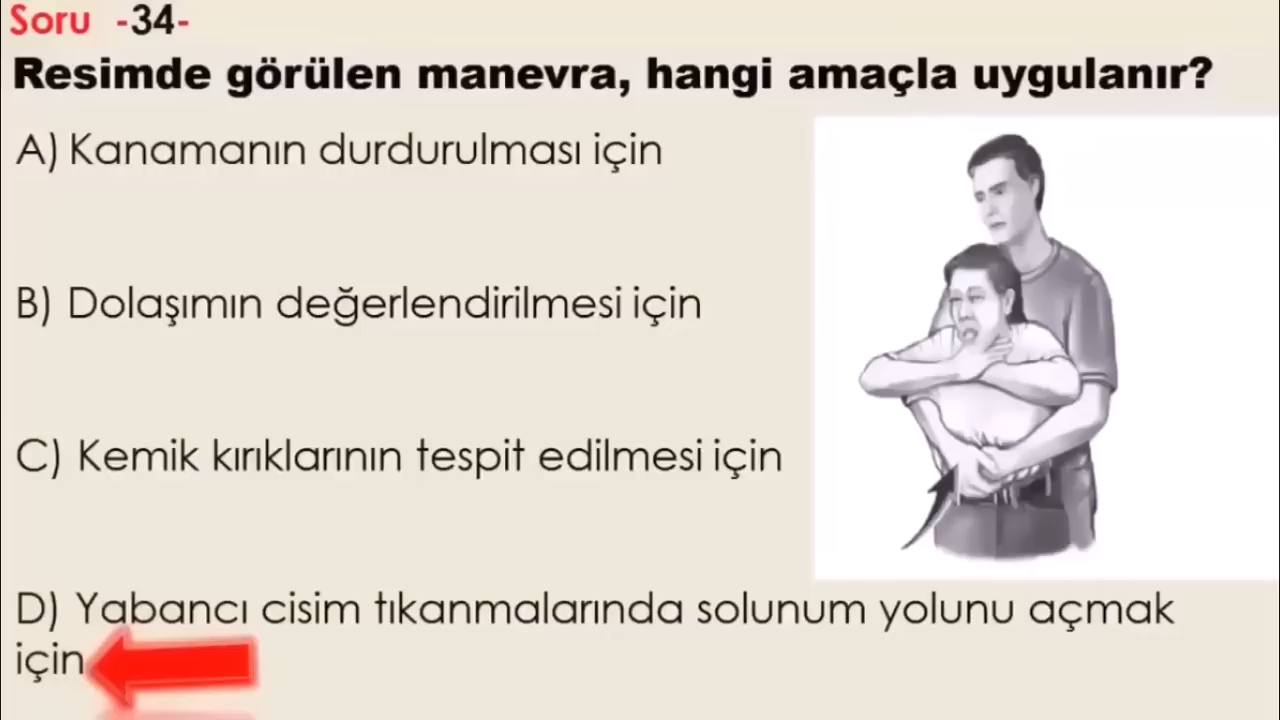 Soru -34-
Resimde görülen manevra, hangi amaçla uygulanır?
A) Kanamanın durdurulması için
B) Dolaşımın değerlendirilmesi için
C) Kemik kırıklarının tespit edilmesi için
D) Yabancı cisim tıkanmalarında solunum yolunu açmak
için